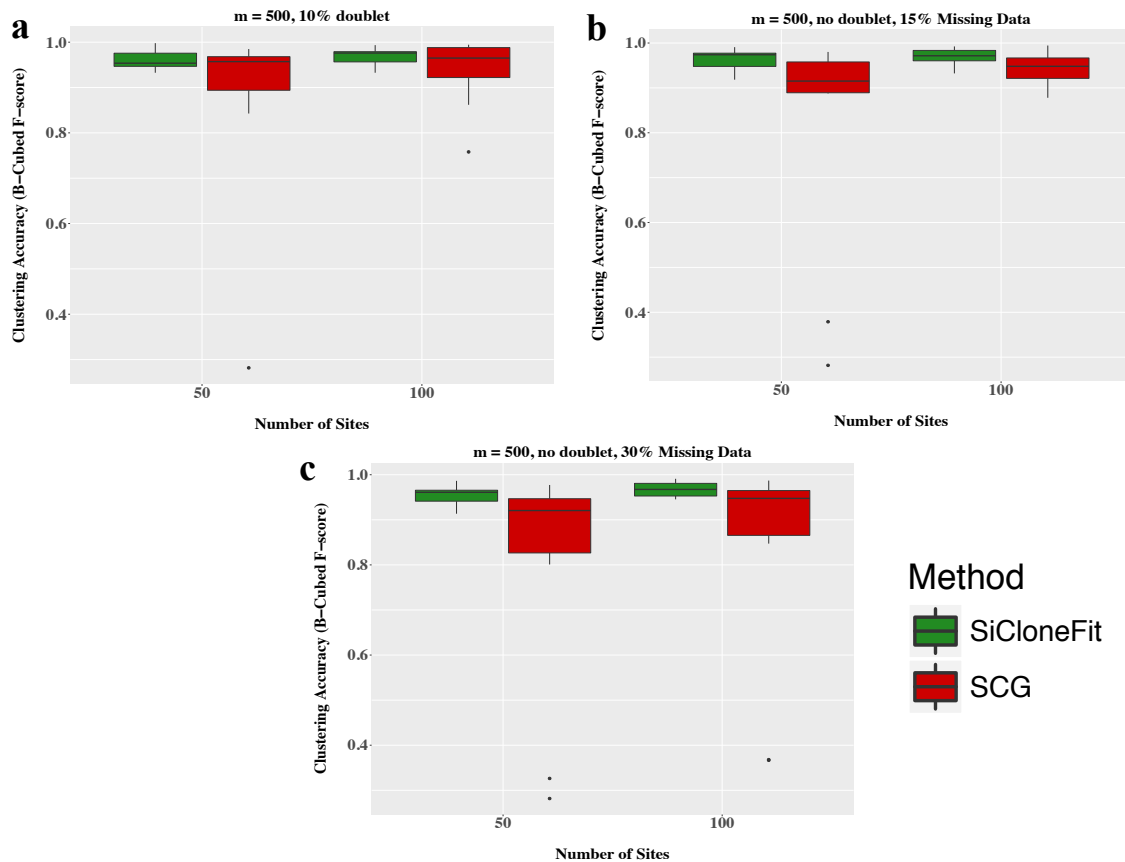 a
m = 500, 10% doublet
Clustering Accuracy (B−Cubed F−score)
1.0
0.8
0.6
0.4
50
100
Number of Sites
b
m = 500, no doublet, 15% Missing Data
Clustering Accuracy (B−Cubed F−score)
1.0
0.8
0.6
0.4
50
100
Number of Sites
c
m = 500, no doublet, 30% Missing Data
Clustering Accuracy (B−Cubed F−score)
1.0
0.8
0.6
0.4
50
100
Number of Sites
Method
SiCloneFit
SCG